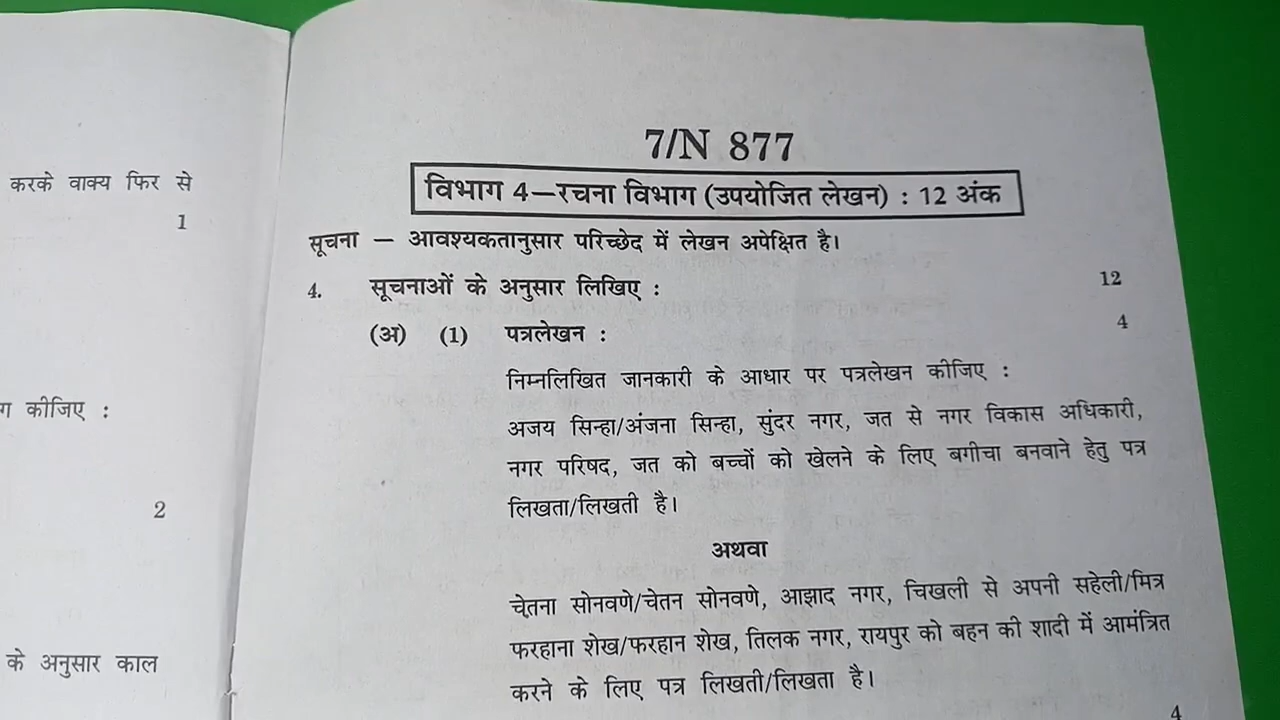 करके वाक्य फिर से
1
कीजिए :
2
के अनुसार काल
7/N 877
विभाग 4—रचना विभाग (उपयोजित लेखन) : 12 अंक
सूचना — आवश्यकतानुसार परिच्छेद में लेखन अपेक्षित है।
4. सूचनाओं के अनुसार लिखिए : 12
(अ) (1) पत्रलेखन : 4
निम्नलिखित जानकारी के आधार पर पत्रलेखन कीजिए :
अजय सिन्हा/अंजना सिन्हा, सुंदर नगर, जत से नगर विकास अधिकारी,
नगर परिषद, जत को बच्चों को खेलने के लिए बगीचा बनवाने हेतु पत्र
लिखता/लिखती है।
अथवा
चेतना सोनवणे/चेतन सोनवणे, आझाद नगर, चिखली से अपनी सहेली/मित्र
फरहाना शेख/फरहान शेख, तिलक नगर, रायपुर को बहन की शादी में आमंत्रित
करने के लिए पत्र लिखती/लिखता है।
4